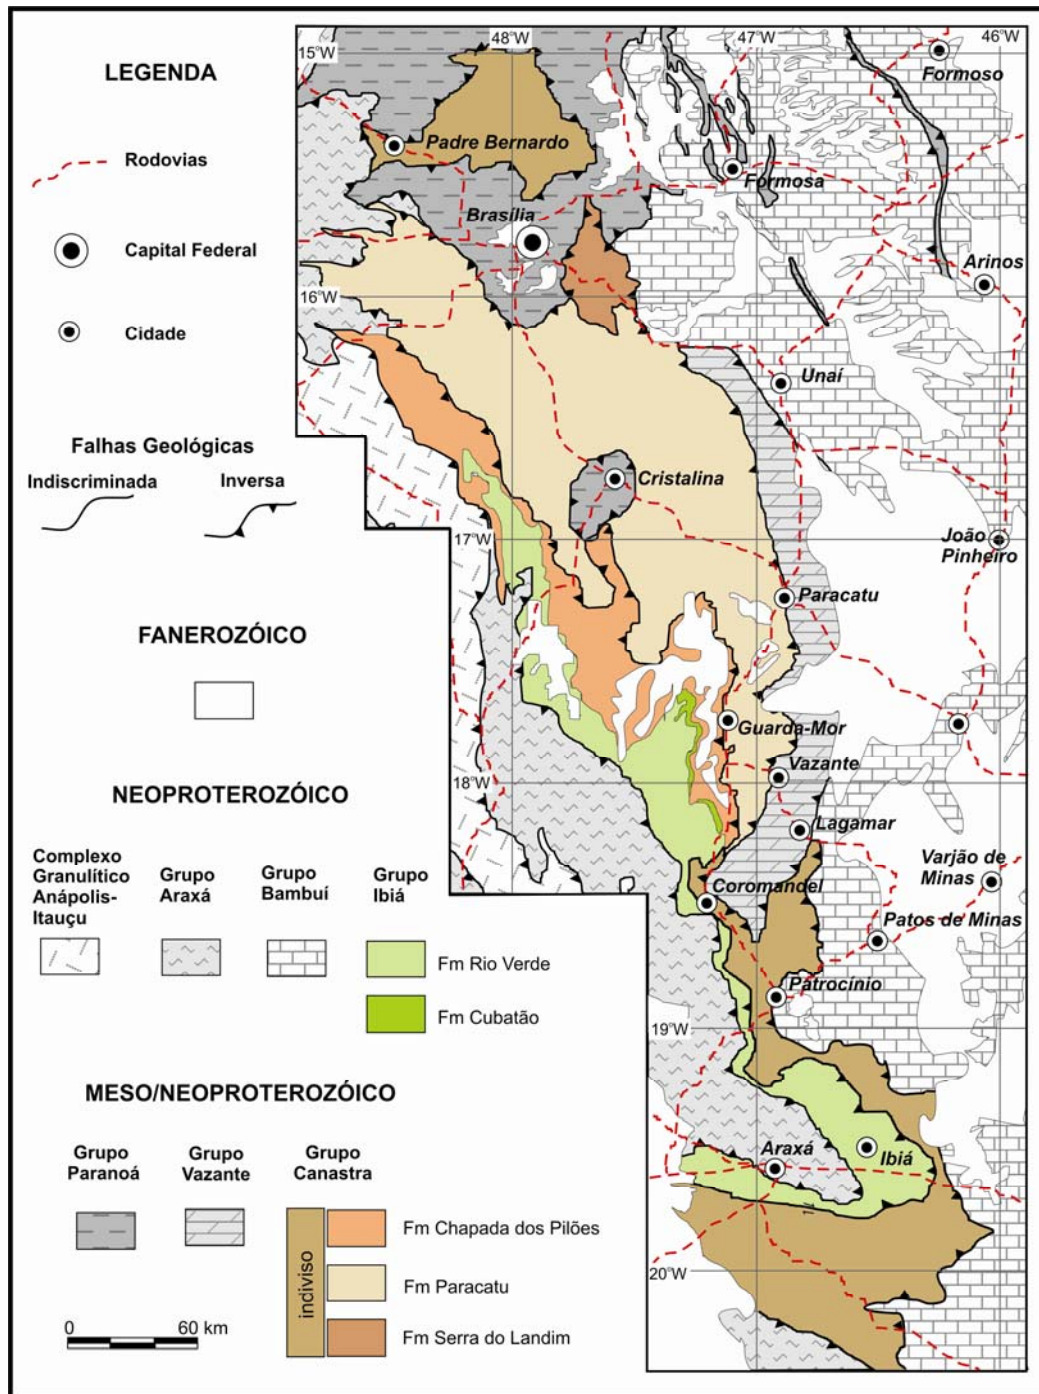 LEGENDA
Rodovias
Capital Federal
Cidade
Falhas Geológicas
Indiscriminada
Inversa
FANEROZÓICO
NEOPROTEROZÓICO
Complexo
Granulítico
Anápolis-
Itauçu
Grupo
Araxá
Grupo
Bambuí
Grupo
Ibiá
Fm Rio Verde
Fm Cubatão
MESO/NEOPROTEROZÓICO
Grupo
Paranoá
Grupo
Vazante
Grupo
Canastra
indiviso
Fm Chapada dos Pilões
Fm Paracatu
Fm Serra do Landim
0
60 km
48°W
47°W
46°W
15°W
Formoso
Padre Bernardo
Formosa
Brasília
Arinos
16°W
Unaí
Cristalina
17°W
João
Pinheiro
Paracatu
Guarda-Mor
Vazante
18°W
Lagamar
Varjão de
Minas
Coromandel
Patos de Minas
Patrocínio
19°W
Araxá
Ibiá
20°W